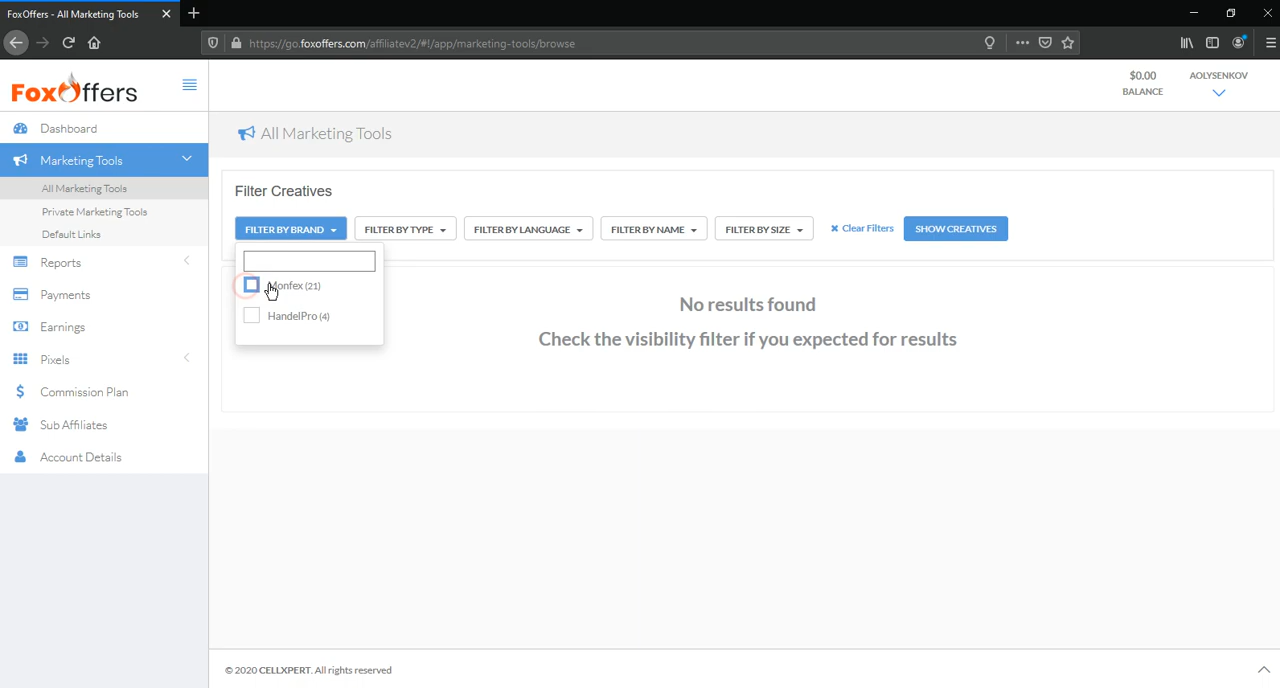 FoxOffers - All Marketing Tools
https://go.foxoffers.com/affiliatev2/#!/app/marketing-tools/browse
FoxOffers
$0.00
BALANCE
AOLYSENKOV
Dashboard
Marketing Tools
All Marketing Tools
Private Marketing Tools
Default Links
Reports
Payments
Earnings
Pixels
Commission Plan
Sub Affiliates
Account Details
All Marketing Tools
Filter Creatives
FILTER BY BRAND
FILTER BY TYPE
FILTER BY LANGUAGE
FILTER BY NAME
FILTER BY SIZE
Clear Filters
SHOW CREATIVES
Monfex (21)
HandelPro (4)
No results found
Check the visibility filter if you expected for results
© 2020 CELLXPERT. All rights reserved